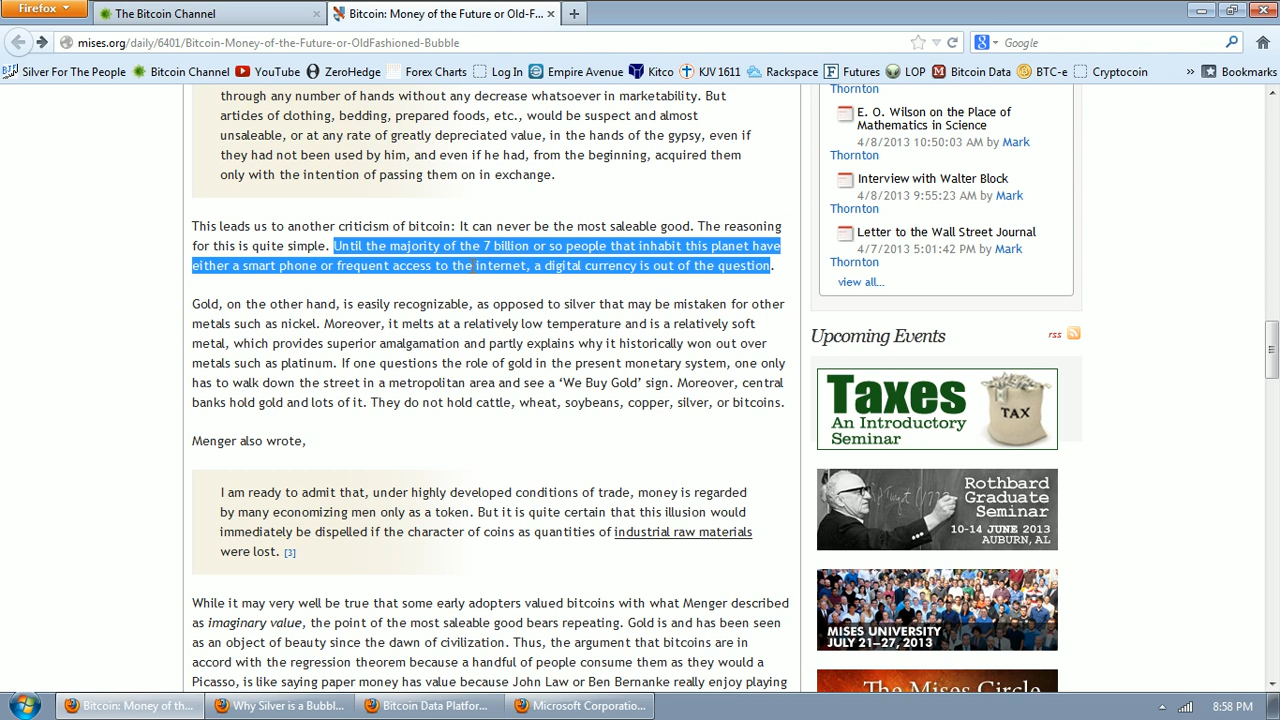 Firefox
The Bitcoin Channel
Bitcoin: Money of the Future or Old-F...
mises.org/daily/6401/Bitcoin-Money-of-the-Future-or-OldFashioned-Bubble
Google
Silver For The People
Bitcoin Channel
YouTube
ZeroHedge
Forex Charts
Log In
Empire Avenue
Kitco
KJV 1611
Rackspace
Futures
LOP
Bitcoin Data
BTC-e
Cryptocoin
»
Bookmarks
through any number of hands without any decrease whatsoever in marketability. But
articles of clothing, bedding, prepared foods, etc., would be suspect and almost
unsaleable, or at any rate of greatly depreciated value, in the hands of the gypsy, even if
they had not been used by him, and even if he had, from the beginning, acquired them
only with the intention of passing them on in exchange.
This leads us to another criticism of bitcoin: It can never be the most saleable good. The reasoning
for this is quite simple. Until the majority of the 7 billion or so people that inhabit this planet have
either a smart phone or frequent access to the internet, a digital currency is out of the question.
Gold, on the other hand, is easily recognizable, as opposed to silver that may be mistaken for other
metals such as nickel. Moreover, it melts at a relatively low temperature and is a relatively soft
metal, which provides superior amalgamation and partly explains why it historically won out over
metals such as platinum. If one questions the role of gold in the present monetary system, one only
has to walk down the street in a metropolitan area and see a ‘We Buy Gold’ sign. Moreover, central
banks hold gold and lots of it. They do not hold cattle, wheat, soybeans, copper, silver, or bitcoins.
Menger also wrote,
I am ready to admit that, under highly developed conditions of trade, money is regarded
by many economizing men only as a token. But it is quite certain that this illusion would
immediately be dispelled if the character of coins as quantities of industrial raw materials
were lost. [3]
While it may very well be true that some early adopters valued bitcoins with what Menger described
as imaginary value, the point of the most saleable good bears repeating. Gold is and has been seen
as an object of beauty since the dawn of civilization. Thus, the argument that bitcoins are in
accord with the regression theorem because a handful of people consume them as they would a
Picasso, is like saying paper money has value because John Law or Ben Bernanke really enjoy playing
Thornton
E. O. Wilson on the Place of
Mathematics in Science
4/8/2013 10:50:03 AM by Mark
Thornton
Interview with Walter Block
4/8/2013 9:55:23 AM by Mark
Thornton
Letter to the Wall Street Journal
4/7/2013 5:01:42 PM by Mark
Thornton
view all...
Upcoming Events
rss
Taxes
An Introductory
Seminar
TAX
Rothbard
Graduate
Seminar
10-14 JUNE 2013
AUBURN, AL
MISES UNIVERSITY
JULY 21–27, 2013
The Mises Circle
Bitcoin: Money of th...
Why Silver is a Bubbl...
Bitcoin Data Platfor...
Microsoft Corporatio...
8:58 PM